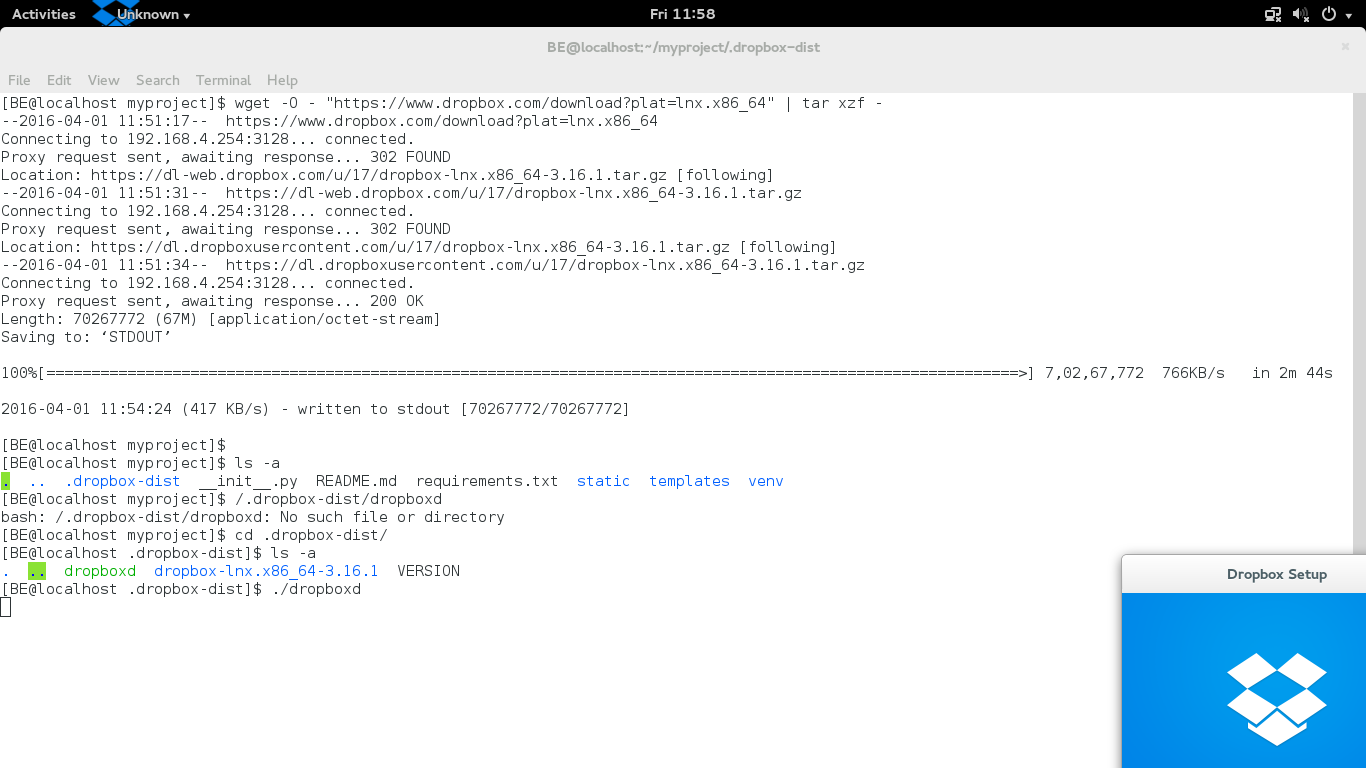 Activities Unknown Fri 11:58
BE@localhost:~/myproject/.dropbox-dist
File Edit View Search Terminal Help
[BE@localhost myproject]$ wget -O - "https://www.dropbox.com/download?plat=lnx.x86_64" | tar xzf -
--2016-04-01 11:51:17--  https://www.dropbox.com/download?plat=lnx.x86_64
Connecting to 192.168.4.254:3128... connected.
Proxy request sent, awaiting response... 302 FOUND
Location: https://dl-web.dropbox.com/u/17/dropbox-lnx.x86_64-3.16.1.tar.gz [following]
--2016-04-01 11:51:31--  https://dl-web.dropbox.com/u/17/dropbox-lnx.x86_64-3.16.1.tar.gz
Connecting to 192.168.4.254:3128... connected.
Proxy request sent, awaiting response... 302 FOUND
Location: https://dl.dropboxusercontent.com/u/17/dropbox-lnx.x86_64-3.16.1.tar.gz [following]
--2016-04-01 11:51:34--  https://dl.dropboxusercontent.com/u/17/dropbox-lnx.x86_64-3.16.1.tar.gz
Connecting to 192.168.4.254:3128... connected.
Proxy request sent, awaiting response... 200 OK
Length: 70267772 (67M) [application/octet-stream]
Saving to: ‘STDOUT’
100%[============================================================================================================>] 7,02,67,772  766KB/s   in 2m 44s
2016-04-01 11:54:24 (417 KB/s) - written to stdout [70267772/70267772]
[BE@localhost myproject]$
[BE@localhost myproject]$ ls -a
.  ..  .dropbox-dist  __init__.py  README.md  requirements.txt  static  templates  venv
[BE@localhost myproject]$ /.dropbox-dist/dropboxd
bash: /.dropbox-dist/dropboxd: No such file or directory
[BE@localhost myproject]$ cd .dropbox-dist/
[BE@localhost .dropbox-dist]$ ls -a
.  ..  dropboxd  dropbox-lnx.x86_64-3.16.1  VERSION
[BE@localhost .dropbox-dist]$ ./dropboxd
Dropbox Setup